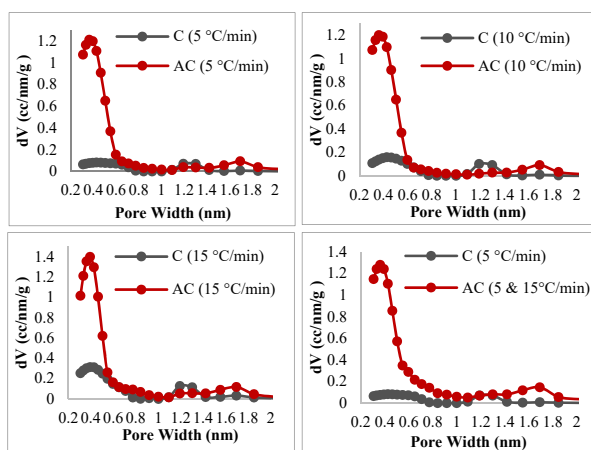 C (5 °C/min)
AC (5 °C/min)
dV (cc/nm/g)
1.2
1
0.8
0.6
0.4
0.2
0
0.2 0.4 0.6 0.8 1 1.2 1.4 1.6 1.8 2
Pore Width (nm)
C (10 °C/min)
AC (10 °C/min)
dV (cc/nm/g)
1.2
1
0.8
0.6
0.4
0.2
0
0.2 0.4 0.6 0.8 1 1.2 1.4 1.6 1.8 2
Pore Width (nm)
C (15 °C/min)
AC (15 °C/min)
dV (cc/nm/g)
1.4
1.2
1
0.8
0.6
0.4
0.2
0
0.2 0.4 0.6 0.8 1 1.2 1.4 1.6 1.8 2
Pore Width (nm)
C (5 °C/min)
AC (5 & 15°C/min)
dV (cc/nm/g)
1.4
1.2
1
0.8
0.6
0.4
0.2
0
0.2 0.4 0.6 0.8 1 1.2 1.4 1.6 1.8 2
Pore Width (nm)